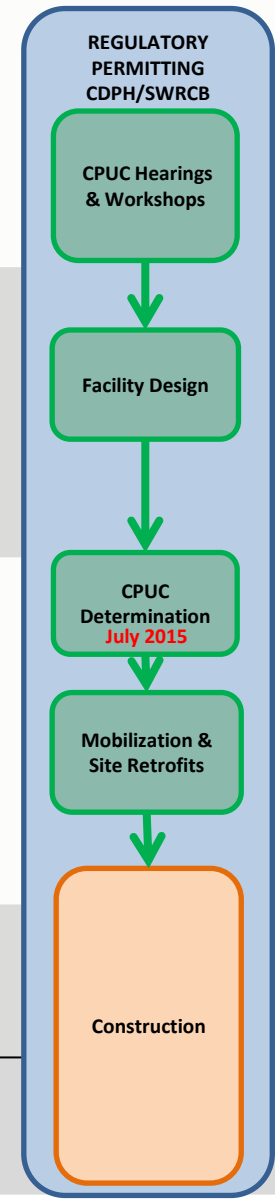 REGULATORY
PERMITTING
CDPH/SWRCB
CPUC Hearings
& Workshops
Facility Design
CPUC
Determination
July 2015
Mobilization &
Site Retrofits
Construction